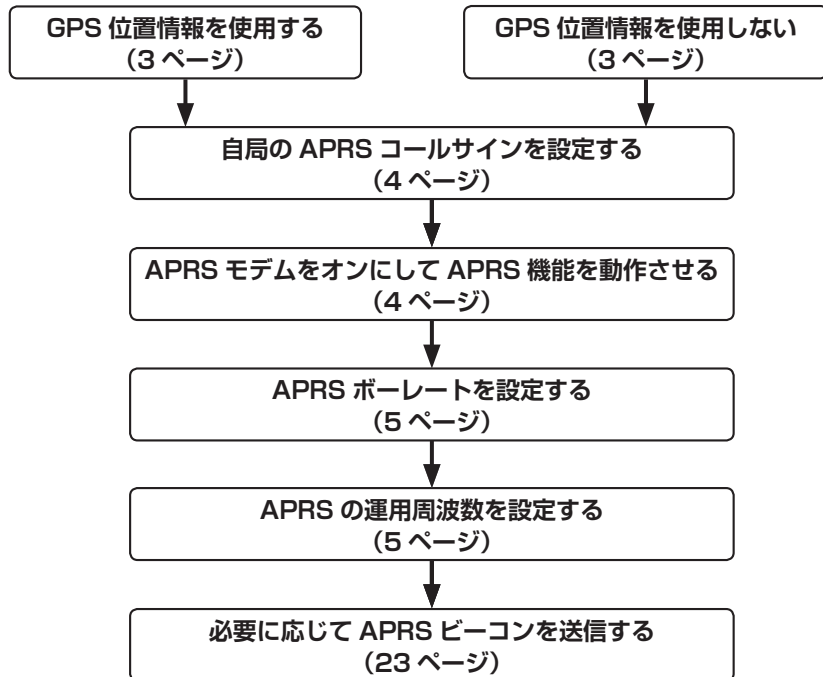 GPS 位置情報を使用する
（3 ページ）
GPS 位置情報を使用しない
（3 ページ）
自局の APRS コールサインを設定する
（4 ページ）
APRS モデムをオンにして APRS 機能を動作させる
（4 ページ）
APRS ボーレートを設定する
（5 ページ）
APRS の運用周波数を設定する
（5 ページ）
必要に応じて APRS ビーコンを送信する
（23 ページ）